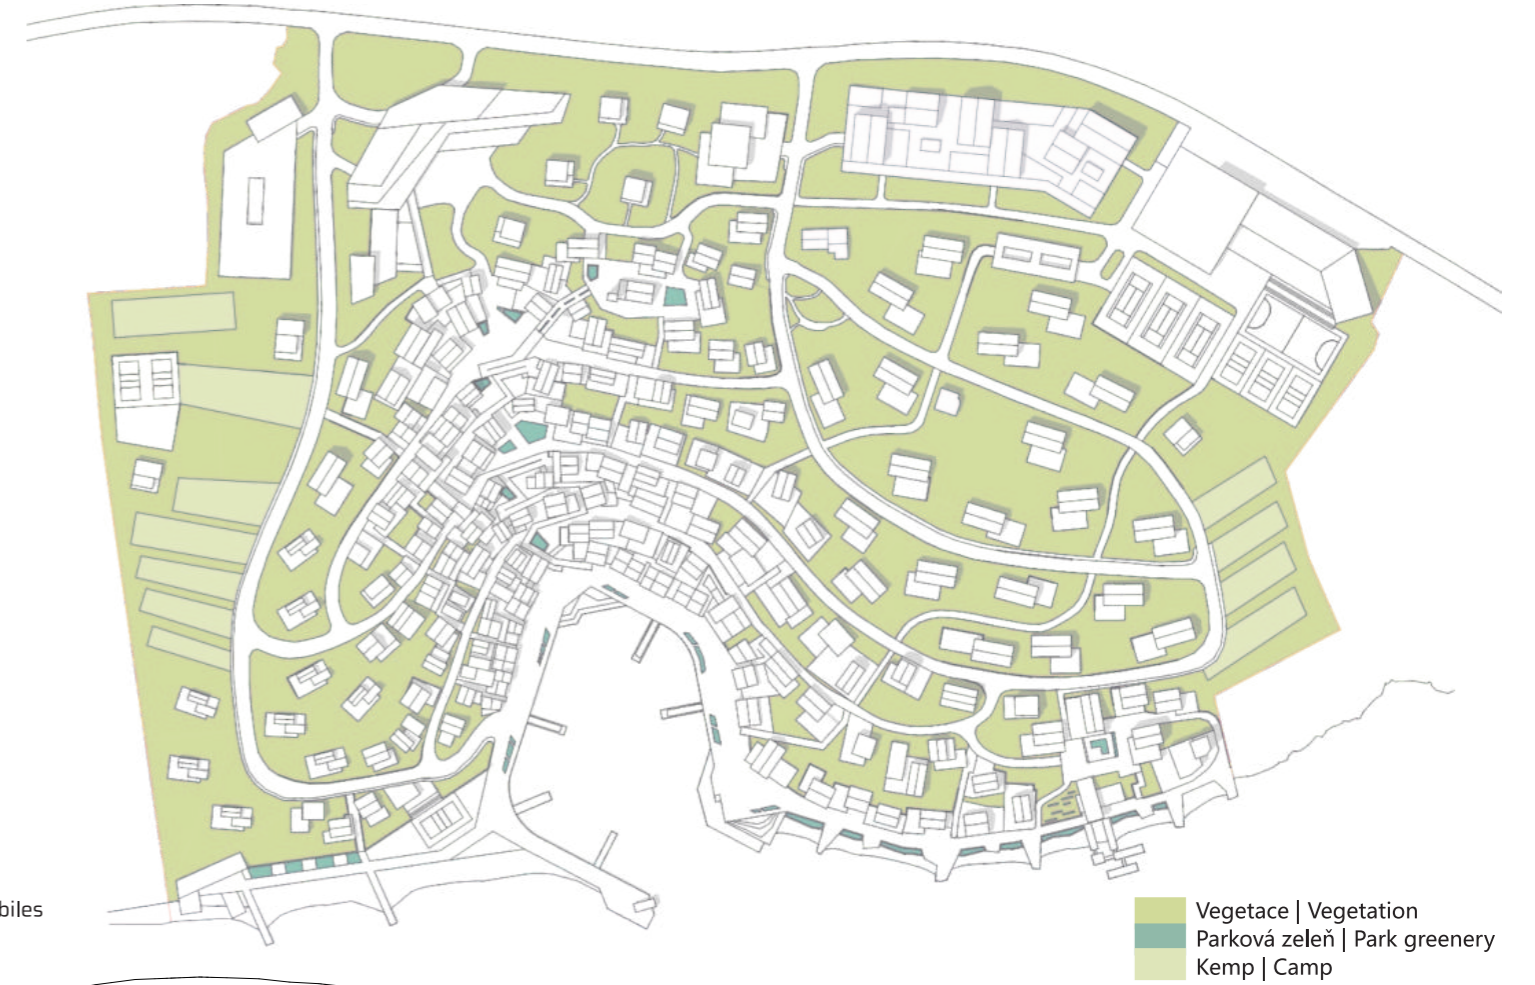 biles
Vegetace | Vegetation
Parková zeleň | Park greenery
Kemp | Camp